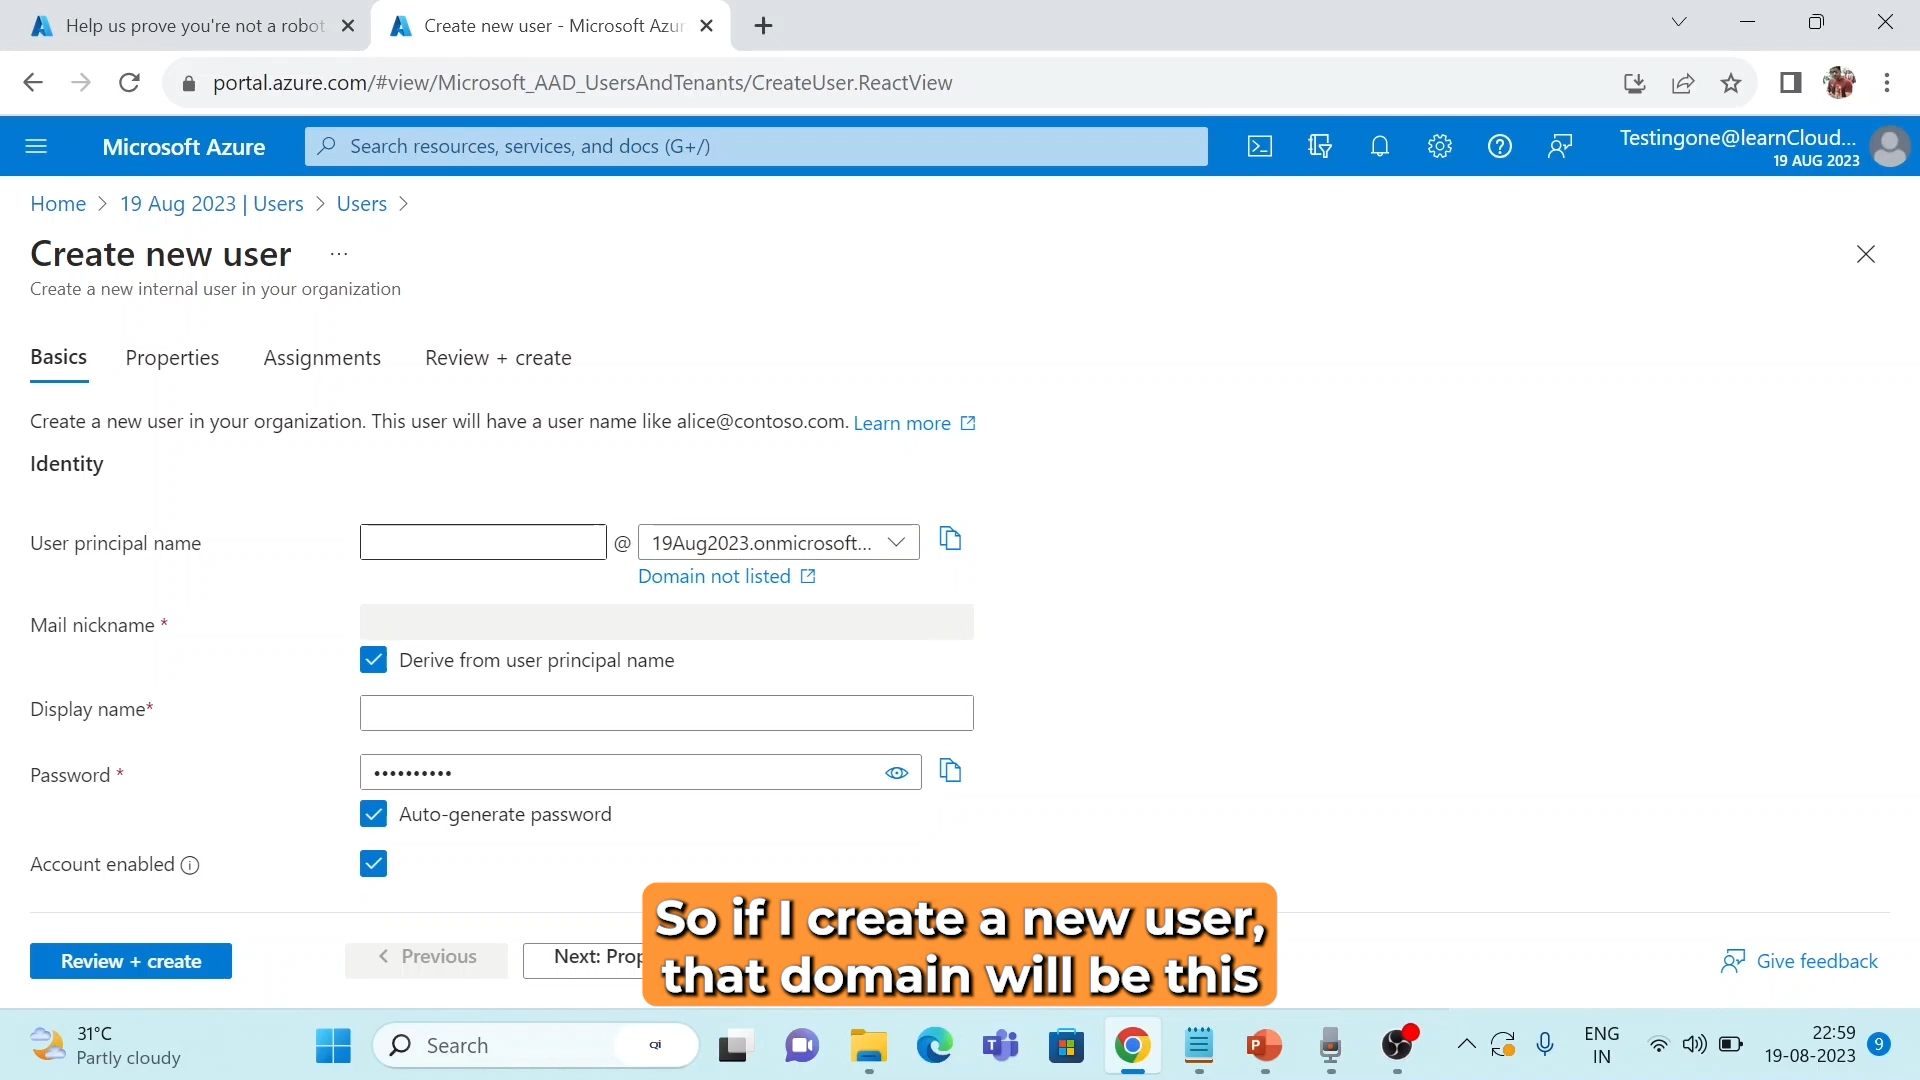 Help us prove you're not a robot
Create new user - Microsoft Azur
portal.azure.com/#view/Microsoft_AAD_UsersAndTenants/CreateUser.ReactView
Microsoft Azure
Search resources, services, and docs (G+/)
Testingone@learnCloud...
19 AUG 2023
Home > 19 Aug 2023 | Users > Users >
Create new user ...
Create a new internal user in your organization
Basics Properties Assignments Review + create
Create a new user in your organization. This user will have a user name like alice@contoso.com. Learn more
Identity
User principal name @ 19Aug2023.onmicrosoft...
Domain not listed
Mail nickname *
Derive from user principal name
Display name*
Password * ••••••••••
Auto-generate password
Account enabled
So if I create a new user,
that domain will be this
Review + create < Previous Next: Prop
Give feedback
31°C
Partly cloudy
Search
ENG
IN
22:59
19-08-2023
9